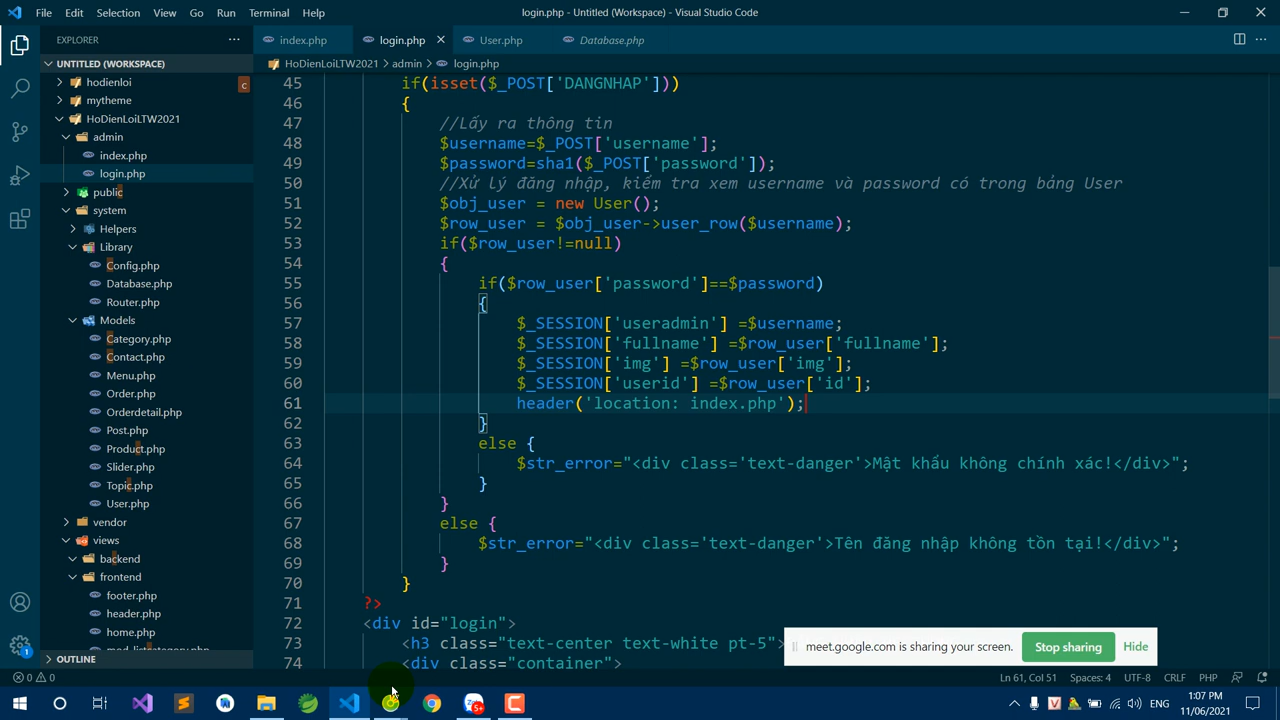 File Edit Selection View Go Run Terminal Help
login.php - Untitled (Workspace) - Visual Studio Code
EXPLORER
index.php
login.php
User.php
Database.php
UNTITLED (WORKSPACE)
HoDienLoiLTW2021 > admin > login.php
hodienloi
c
mytheme
HoDienLoiLTW2021
admin
index.php
login.php
public
system
Helpers
Library
Config.php
Database.php
Router.php
Models
Category.php
Contact.php
Menu.php
Order.php
Orderdetail.php
Post.php
Product.php
Slider.php
Topic.php
User.php
vendor
views
backend
frontend
footer.php
header.php
home.php
mod_listcategory.php
OUTLINE
45 if(isset($_POST['DANGNHAP']))
46 {
47 //Lấy ra thông tin
48 $username=$_POST['username'];
49 $password=sha1($_POST['password']);
50 //Xử lý đăng nhập, kiểm tra xem username và password có trong bảng User
51 $obj_user = new User();
52 $row_user = $obj_user->user_row($username);
53 if($row_user!=null)
54 {
55 if($row_user['password']==$password)
56 {
57 $_SESSION['useradmin'] =$username;
58 $_SESSION['fullname'] =$row_user['fullname'];
59 $_SESSION['img'] =$row_user['img'];
60 $_SESSION['userid'] =$row_user['id'];
61 header('location: index.php');
62 }
63 else {
64 $str_error="<div class='text-danger'>Mật khẩu không chính xác!</div>";
65 }
66 }
67 else {
68 $str_error="<div class='text-danger'>Tên đăng nhập không tồn tại!</div>";
69 }
70 }
71 ?>
72 <div id="login">
73 <h3 class="text-center text-white pt-5">
74 <div class="container">
meet.google.com is sharing your screen.
Stop sharing
Hide
0 0
Ln 61, Col 51 Spaces: 4 UTF-8 CRLF PHP
1
5+
1:07 PM
11/06/2021